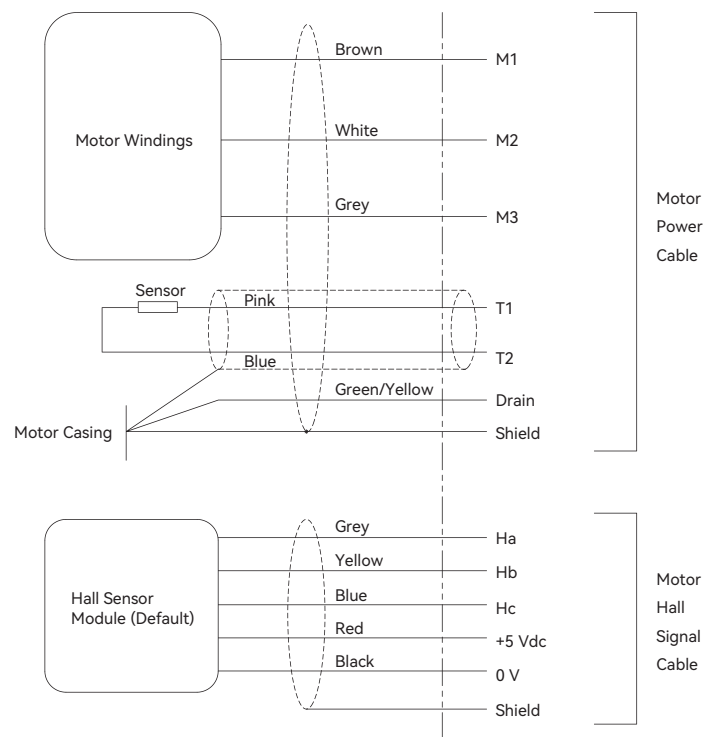 Brown
M1
Motor Windings
White
M2
Grey
M3
Motor
Power
Cable
Sensor
Pink
T1
T2
Blue
Green/Yellow
Drain
Motor Casing
Shield
Grey
Ha
Yellow
Hb
Hall Sensor
Module (Default)
Blue
Hc
Red
+5 Vdc
Black
0 V
Shield
Motor
Hall
Signal
Cable